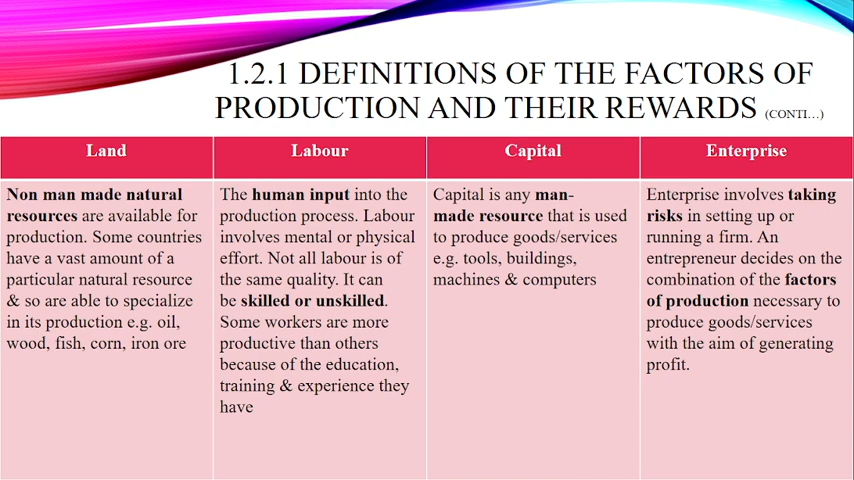 1.2.1 DEFINITIONS OF THE FACTORS OF
PRODUCTION AND THEIR REWARDS (CONTI…)
Land
Non man made natural
resources are available for
production. Some countries
have a vast amount of a
particular natural resource
& so are able to specialize
in its production e.g. oil,
wood, fish, corn, iron ore
Labour
The human input into the
production process. Labour
involves mental or physical
effort. Not all labour is of
the same quality. It can
be skilled or unskilled.
Some workers are more
productive than others
because of the education,
training & experience they
have
Capital
Capital is any man-
made resource that is used
to produce goods/services
e.g. tools, buildings,
machines & computers
Enterprise
Enterprise involves taking
risks in setting up or
running a firm. An
entrepreneur decides on the
combination of the factors
of production necessary to
produce goods/services
with the aim of generating
profit.